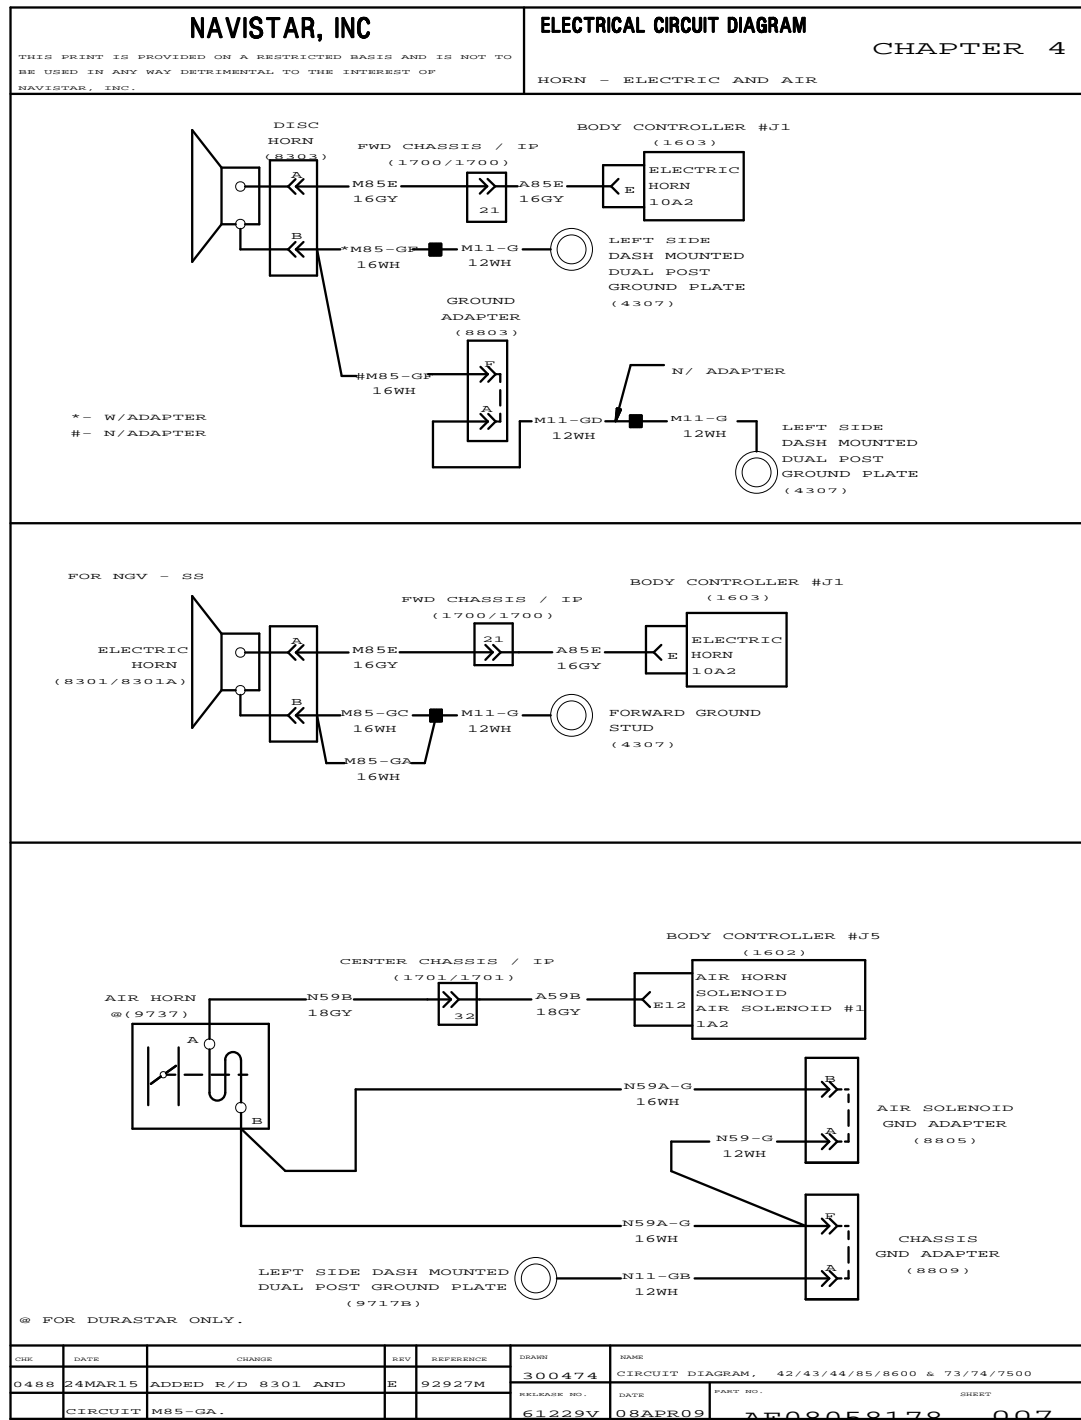 NAVISTAR, INC
THIS PRINT IS PROVIDED ON A RESTRICTED BASIS AND IS NOT TO
BE USED IN ANY WAY DETRIMENTAL TO THE INTEREST OF
NAVISTAR, INC.
ELECTRICAL CIRCUIT DIAGRAM
CHAPTER 4
HORN - ELECTRIC AND AIR
DISC
HORN
(8303)
FWD CHASSIS / IP
(1700/1700)
BODY CONTROLLER #J1
(1603)
A
M85E
16GY
21
A85E
16GY
E
ELECTRIC
HORN
10A2
B
*M85-GP
16WH
M11-G
12WH
LEFT SIDE
DASH MOUNTED
DUAL POST
GROUND PLATE
(4307)
GROUND
ADAPTER
(8803)
#M85-GP
16WH
F
A
N/ ADAPTER
*- W/ADAPTER
#- N/ADAPTER
M11-GD
12WH
M11-G
12WH
LEFT SIDE
DASH MOUNTED
DUAL POST
GROUND PLATE
(4307)
FOR NGV - SS
BODY CONTROLLER #J1
(1603)
FWD CHASSIS / IP
(1700/1700)
ELECTRIC
HORN
(8301/8301A)
A
M85E
16GY
21
A85E
16GY
E
ELECTRIC
HORN
10A2
B
M85-GC
16WH
M11-G
12WH
FORWARD GROUND
STUD
(4307)
M85-GA
16WH
BODY CONTROLLER #J5
(1602)
CENTER CHASSIS / IP
(1701/1701)
AIR HORN
@(9737)
N59B
18GY
32
A59B
18GY
E12
AIR HORN
SOLENOID
AIR SOLENOID #1
1A2
A
B
N59A-G
16WH
B
A
AIR SOLENOID
GND ADAPTER
(8805)
N59-G
12WH
N59A-G
16WH
F
A
CHASSIS
GND ADAPTER
(8809)
LEFT SIDE DASH MOUNTED
DUAL POST GROUND PLATE
(9717B)
N11-GB
12WH
@ FOR DURASTAR ONLY.
CHK DATE CHANGE REV REFERENCE
0488 24MAR15 ADDED R/D 8301 AND E 92927M
CIRCUIT M85-GA.
DRAWN
300474
NAME
CIRCUIT DIAGRAM, 42/43/44/85/8600 & 73/74/7500
RELEASE NO.
61229V
DATE
08APR09
PART NO.
AF08058178
SHEET
007